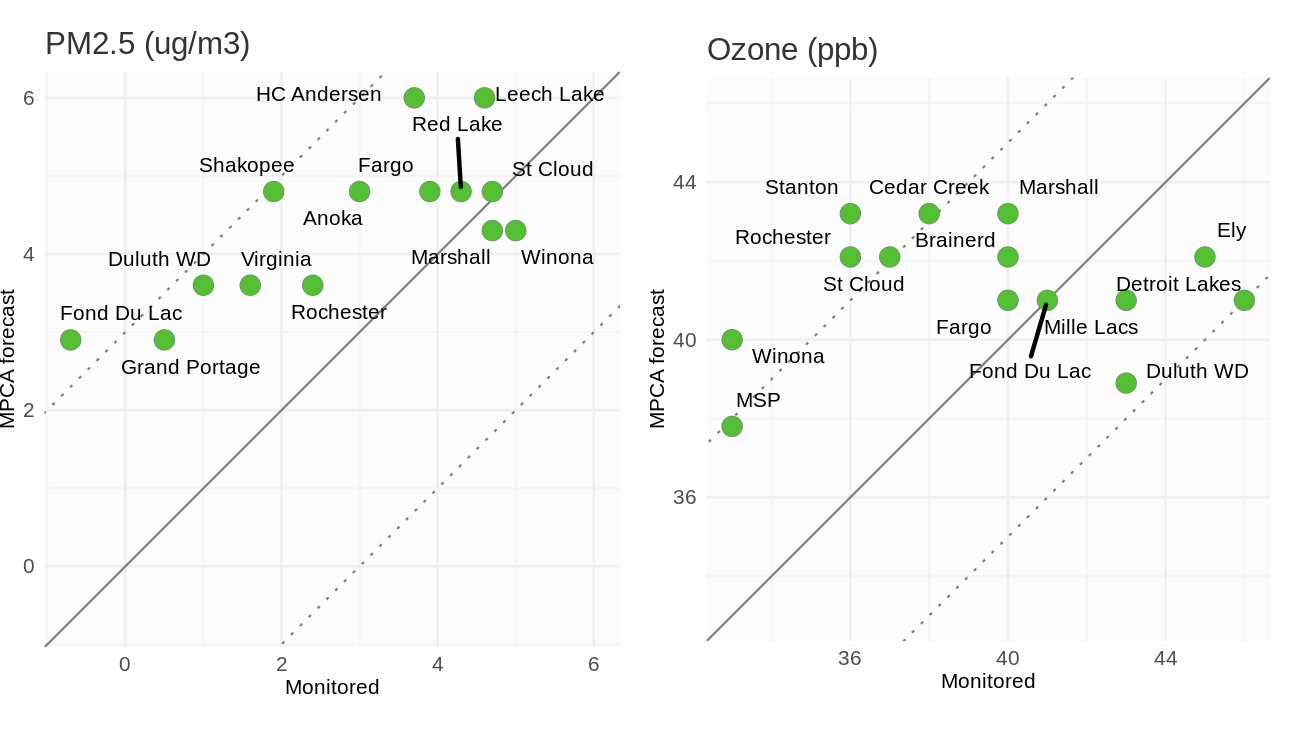 PM2.5 (ug/m3)
HC Andersen
Leech Lake
Red Lake
Shakopee
Fargo
St Cloud
Anoka
Duluth WD
Virginia
Marshall
Winona
Fond Du Lac
Rochester
Grand Portage
6
4
2
0
MPCA forecast
0
2
4
6
Monitored
Ozone (ppb)
Stanton
Cedar Creek
Marshall
Rochester
Brainerd
Ely
St Cloud
Detroit Lakes
Fargo
Mille Lacs
Winona
Fond Du Lac
Duluth WD
MSP
44
40
36
MPCA forecast
36
40
44
Monitored